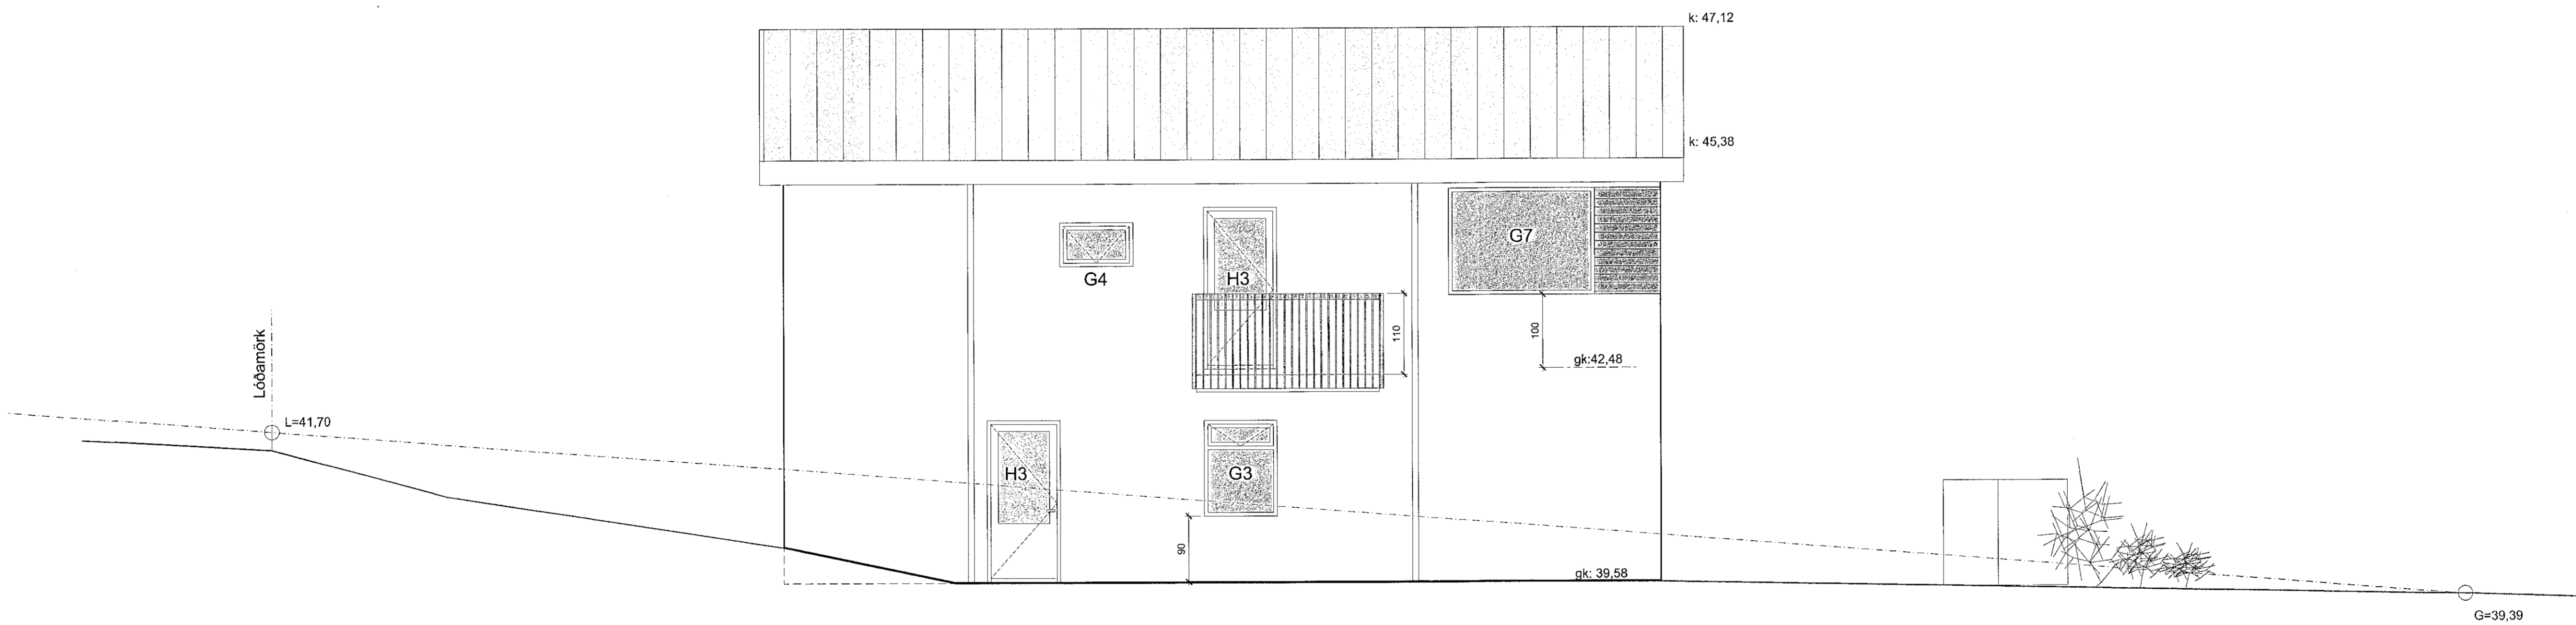 k: 47,12
k: 45,38
G7
G4
H3
110
100
gk:42,48
Lóðamörk
L=41,70
H3
G3
90
gk: 39,58
G=39,39